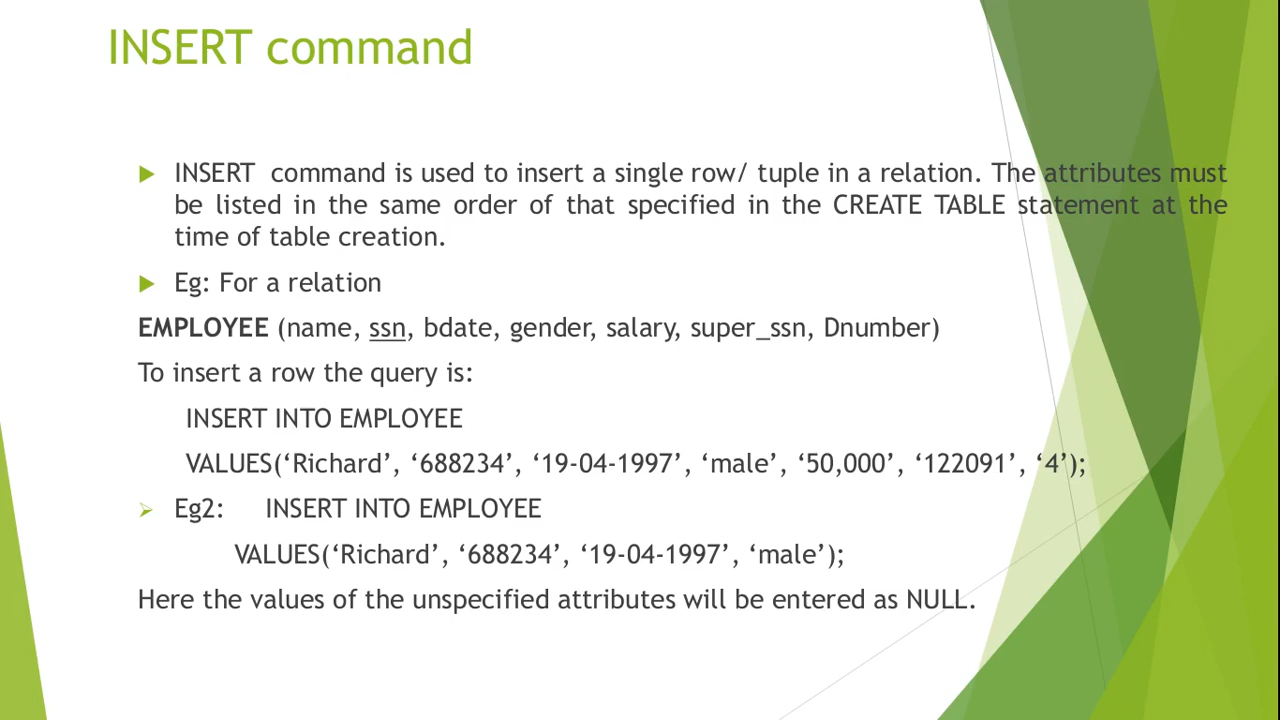 INSERT command
INSERT command is used to insert a single row/ tuple in a relation. The attributes must
be listed in the same order of that specified in the CREATE TABLE statement at the
time of table creation.
Eg: For a relation
EMPLOYEE (name, ssn, bdate, gender, salary, super_ssn, Dnumber)
To insert a row the query is:
INSERT INTO EMPLOYEE
VALUES(‘Richard’, ‘688234’, ‘19-04-1997’, ‘male’, ‘50,000’, ‘122091’, ‘4’);
Eg2: INSERT INTO EMPLOYEE
VALUES(‘Richard’, ‘688234’, ‘19-04-1997’, ‘male’);
Here the values of the unspecified attributes will be entered as NULL.